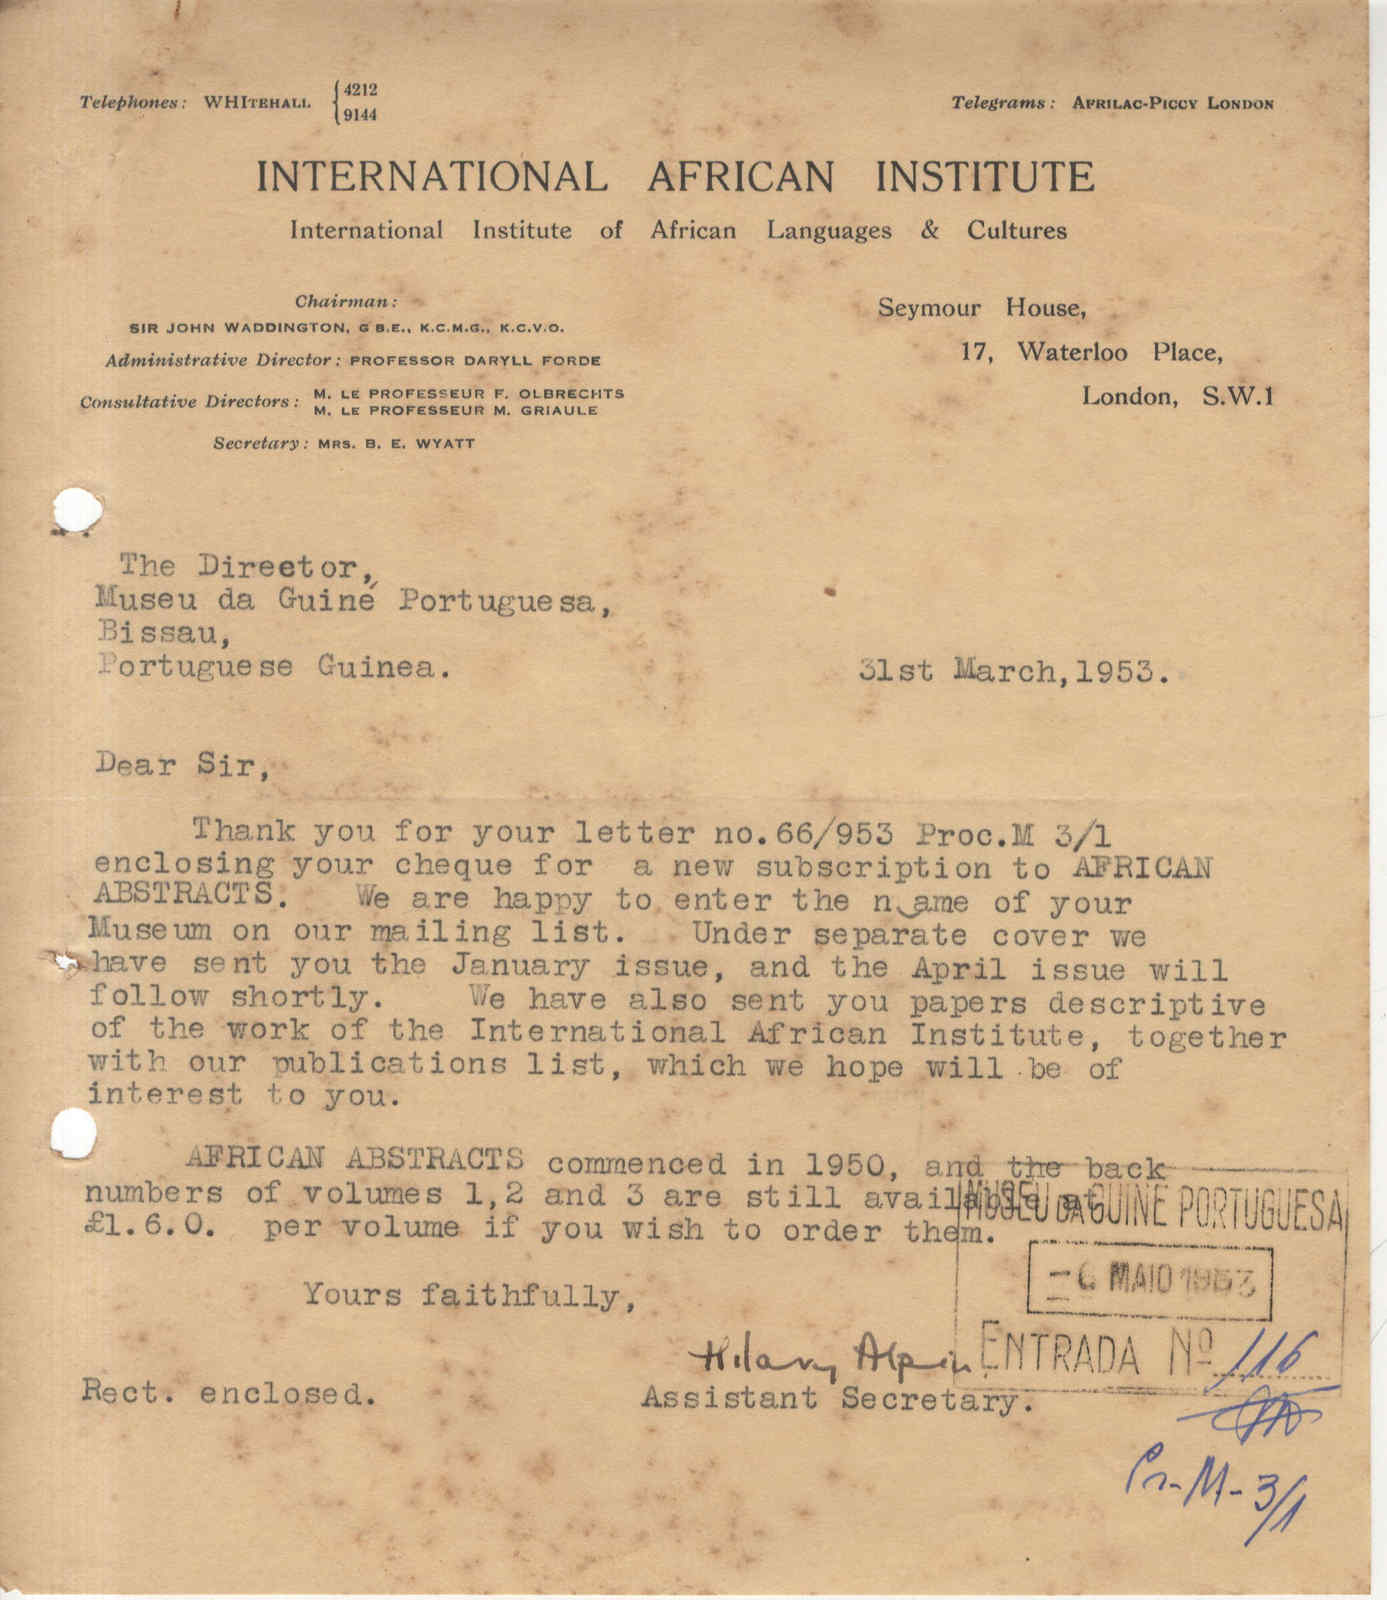 Telephones: WHITEHALL { 4212
9144
Telegrams: AFRILAC-PICCY LONDON
INTERNATIONAL AFRICAN INSTITUTE
International Institute of African Languages & Cultures
Chairman:
SIR JOHN WADDINGTON, G B.E., K.C.M.G., K.C.V.O.
Administrative Director: PROFESSOR DARYLL FORDE
Consultative Directors: M. LE PROFESSEUR F. OLBRECHTS
M. LE PROFESSEUR M. GRIAULE
Secretary: MRS. B. E. WYATT
Seymour House,
17, Waterloo Place,
London, S.W.1
The Director,
Museu da Guiné Portuguesa,
Bissau,
Portuguese Guinea.
31st March,1953.
Dear Sir,
Thank you for your letter no.66/953 Proc.M 3/1
enclosing your cheque for a new subscription to AFRICAN
ABSTRACTS. We are happy to enter the name of your
Museum on our mailing list. Under separate cover we
have sent you the January issue, and the April issue will
follow shortly. We have also sent you papers descriptive
of the work of the International African Institute, together
with our publications list, which we hope will be of
interest to you.
AFRICAN ABSTRACTS commenced in 1950, and the back
numbers of volumes 1,2 and 3 are still available at
£1.6.0. per volume if you wish to order them.
Yours faithfully,
Hilary Alpin
Assistant Secretary.
Rect. enclosed.
MUSEU DA GUINÉ PORTUGUESA
-6 MAIO 1953
ENTRADA Nº 116
Pr-M-3/1